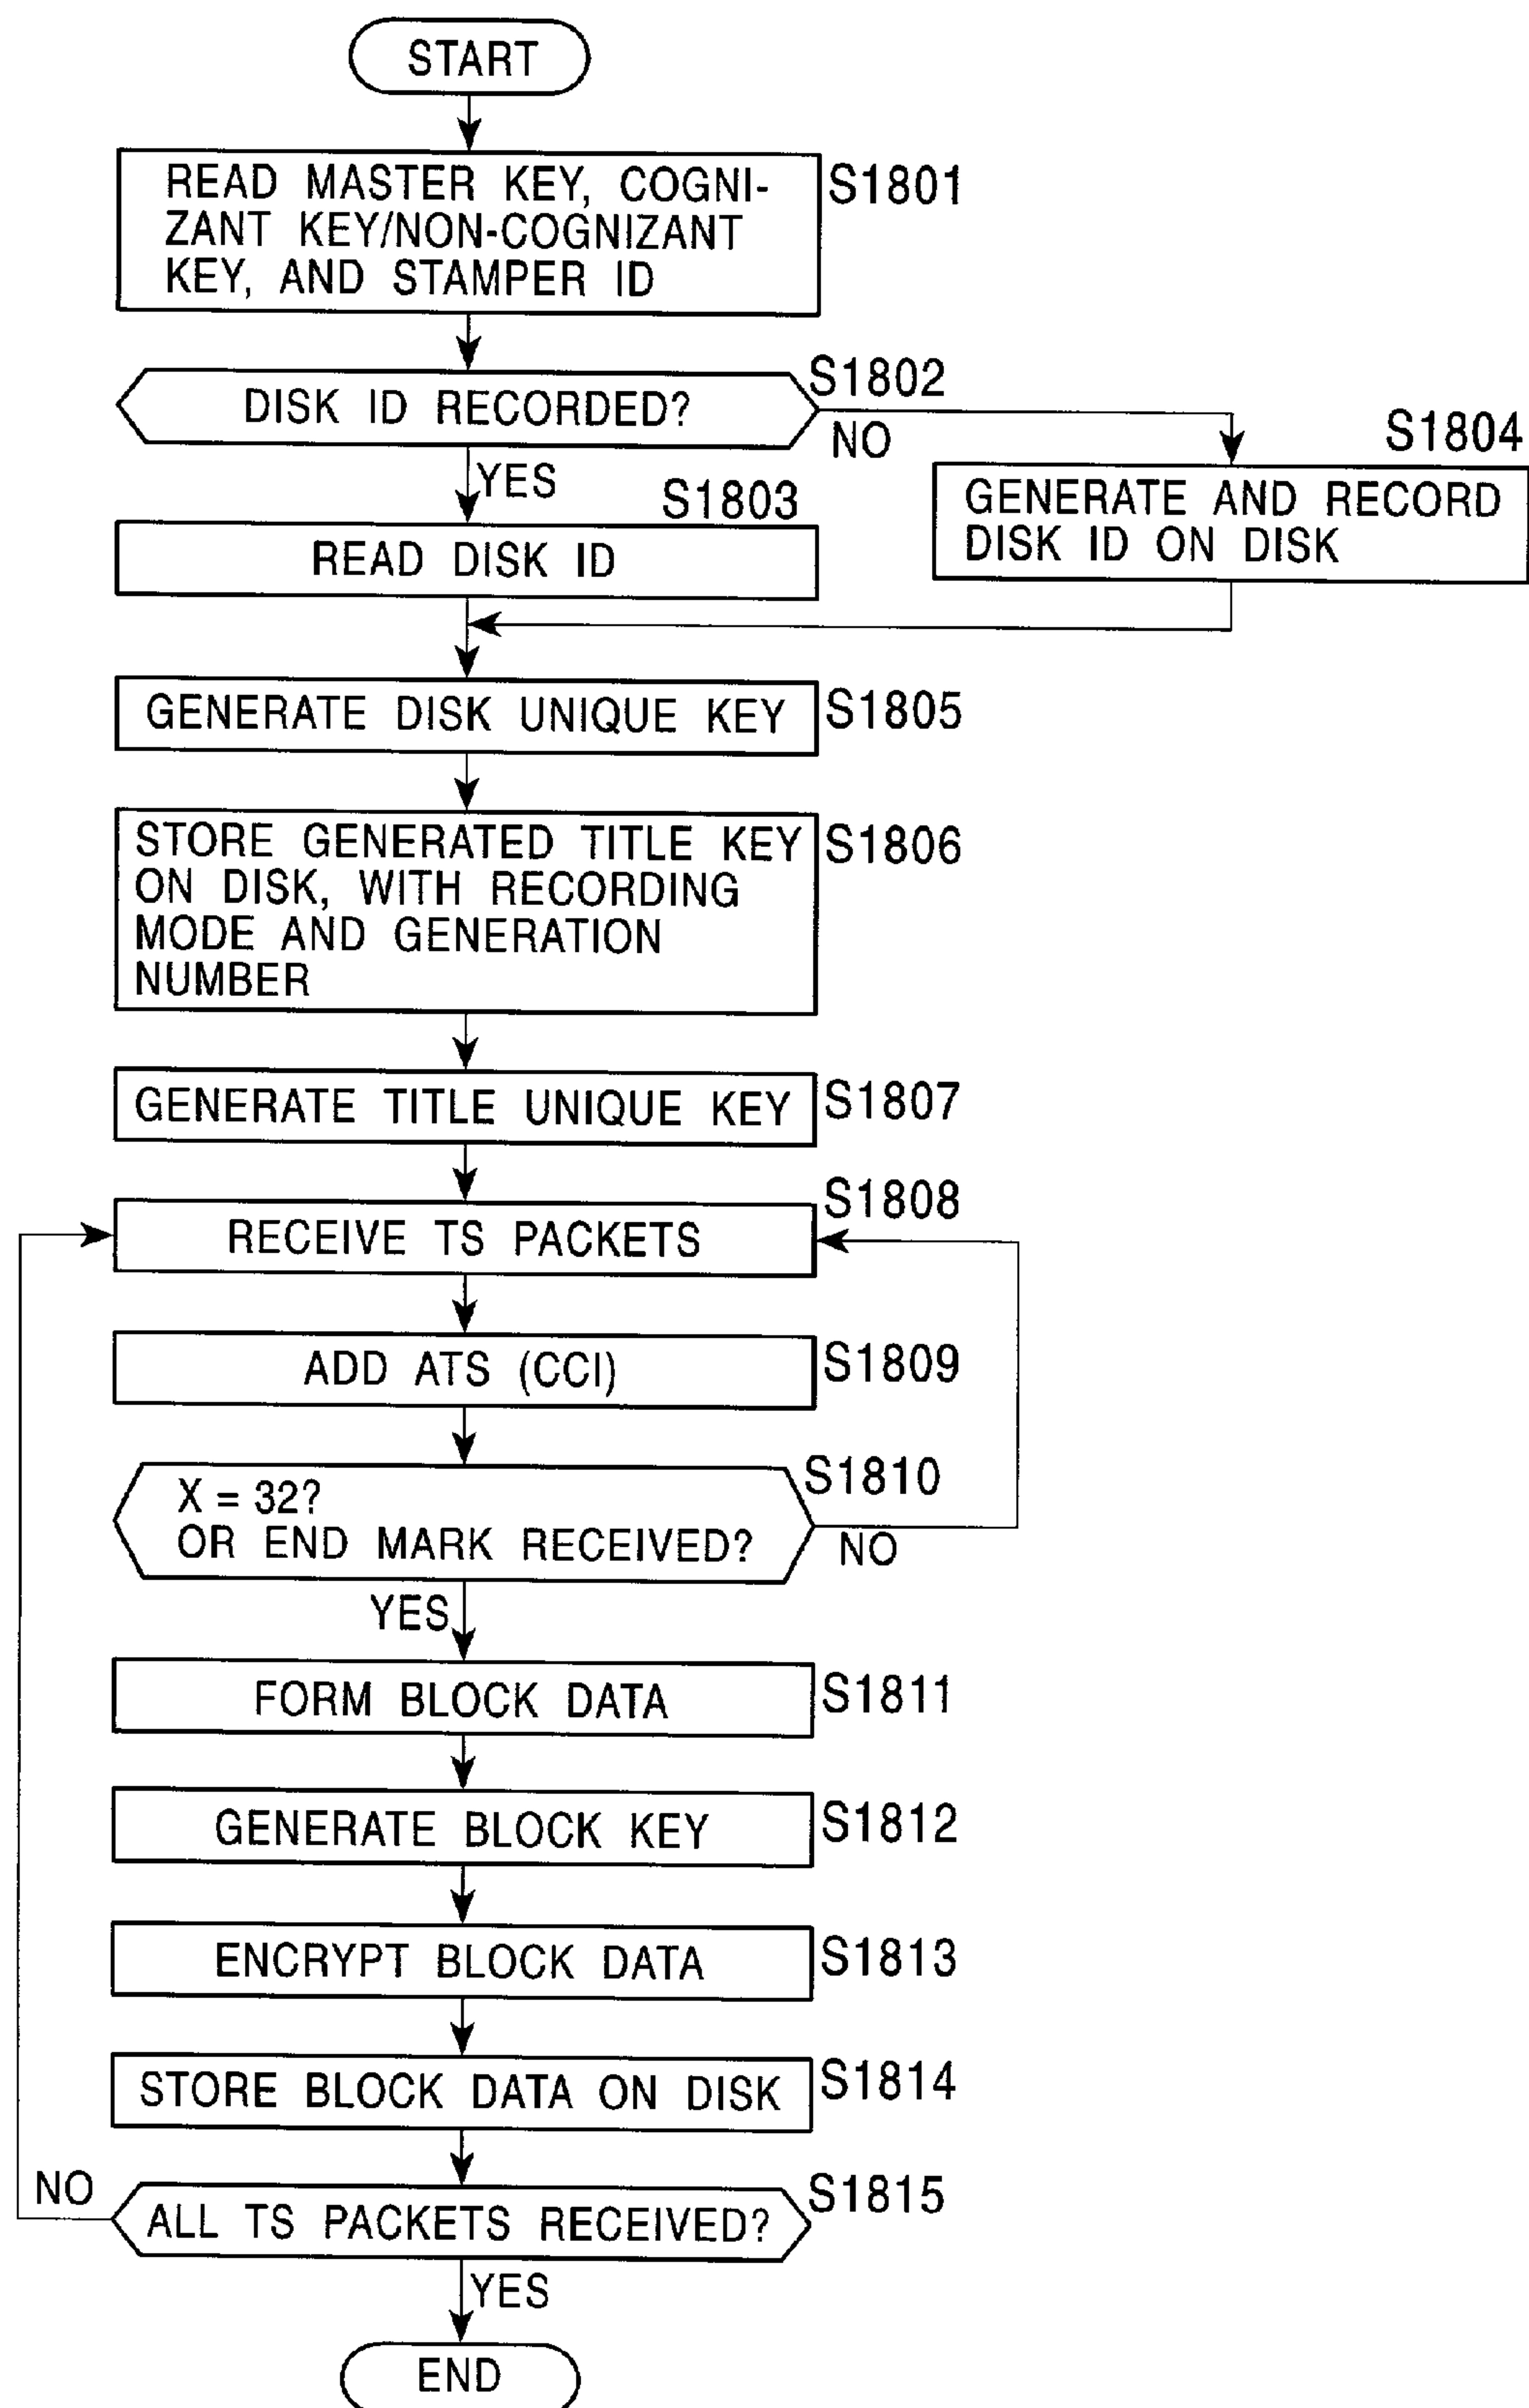 START
READ MASTER KEY, COGNI-
ZANT KEY/NON-COGNIZANT
KEY, AND STAMPER ID
S1801
DISK ID RECORDED?
S1802
NO
YES
S1803
READ DISK ID
S1804
GENERATE AND RECORD
DISK ID ON DISK
GENERATE DISK UNIQUE KEY
S1805
STORE GENERATED TITLE KEY
ON DISK, WITH RECORDING
MODE AND GENERATION
NUMBER
S1806
GENERATE TITLE UNIQUE KEY
S1807
RECEIVE TS PACKETS
S1808
ADD ATS (CCI)
S1809
X = 32?
OR END MARK RECEIVED?
S1810
NO
YES
FORM BLOCK DATA
S1811
GENERATE BLOCK KEY
S1812
ENCRYPT BLOCK DATA
S1813
STORE BLOCK DATA ON DISK
S1814
NO
ALL TS PACKETS RECEIVED?
S1815
YES
END